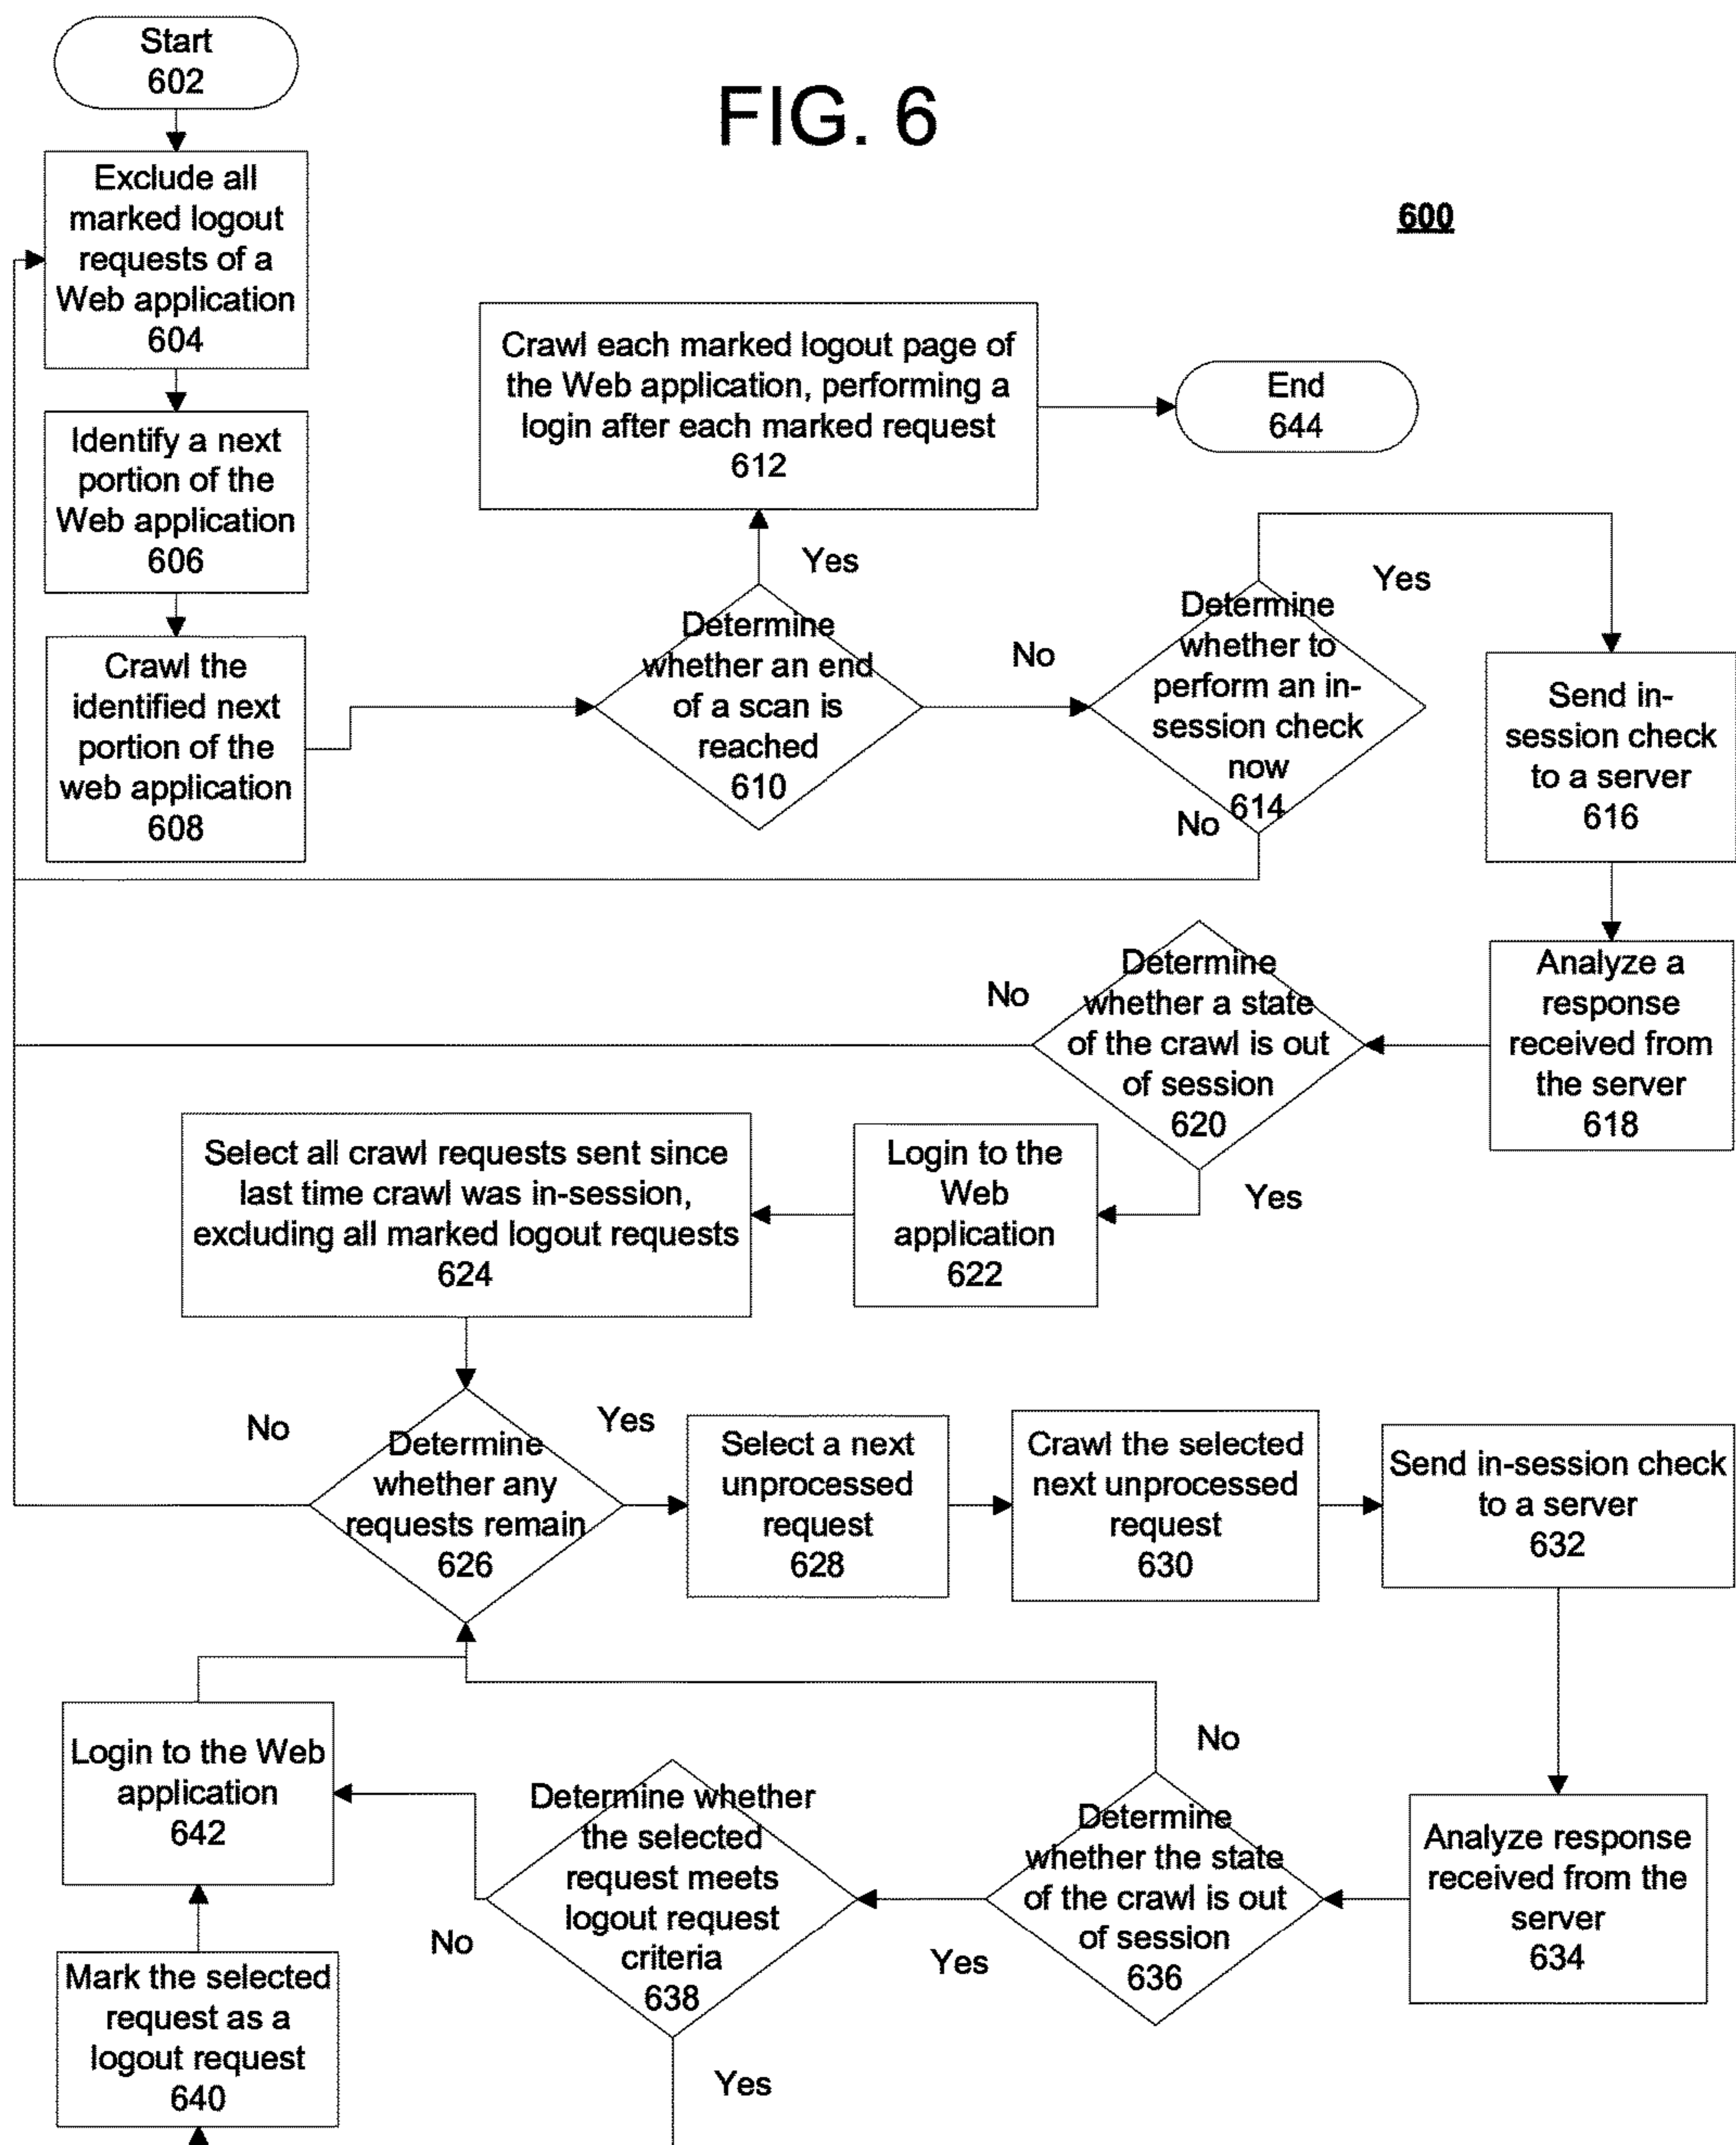 Start
602
FIG. 6
600
Exclude all
marked logout
requests of a
Web application
604
Identify a next
portion of the
Web application
606
Crawl the
identified next
portion of the
web application
608
Crawl each marked logout page of
the Web application, performing a
login after each marked request
612
End
644
Yes
Determine
whether an end
of a scan is
reached
610
No
Determine
whether to
perform an in-
session check
now
614
Yes
No
Send in-
session check
to a server
616
Analyze a
response
received from
the server
618
Determine
whether a state
of the crawl is out
of session
620
No
Yes
Login to the
Web
application
622
Select all crawl requests sent since
last time crawl was in-session,
excluding all marked logout requests
624
Determine
whether any
requests remain
626
No
Yes
Select a next
unprocessed
request
628
Crawl the selected
next unprocessed
request
630
Send in-session check
to a server
632
Analyze response
received from the
server
634
Determine
whether the state
of the crawl is out
of session
636
No
Yes
Determine whether
the selected
request meets
logout request
criteria
638
No
Yes
Login to the Web
application
642
Mark the selected
request as a
logout request
640